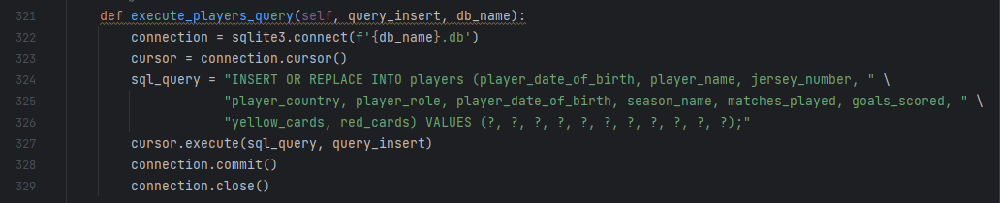 321 def execute_players_query(self, query_insert, db_name):
322 connection = sqlite3.connect(f'{db_name}.db')
323 cursor = connection.cursor()
324 sql_query = "INSERT OR REPLACE INTO players (player_date_of_birth, player_name, jersey_number, " \
325 "player_country, player_role, player_date_of_birth, season_name, matches_played, goals_scored, " \
326 "yellow_cards, red_cards) VALUES (?, ?, ?, ?, ?, ?, ?, ?, ?, ?, ?);"
327 cursor.execute(sql_query, query_insert)
328 connection.commit()
329 connection.close()